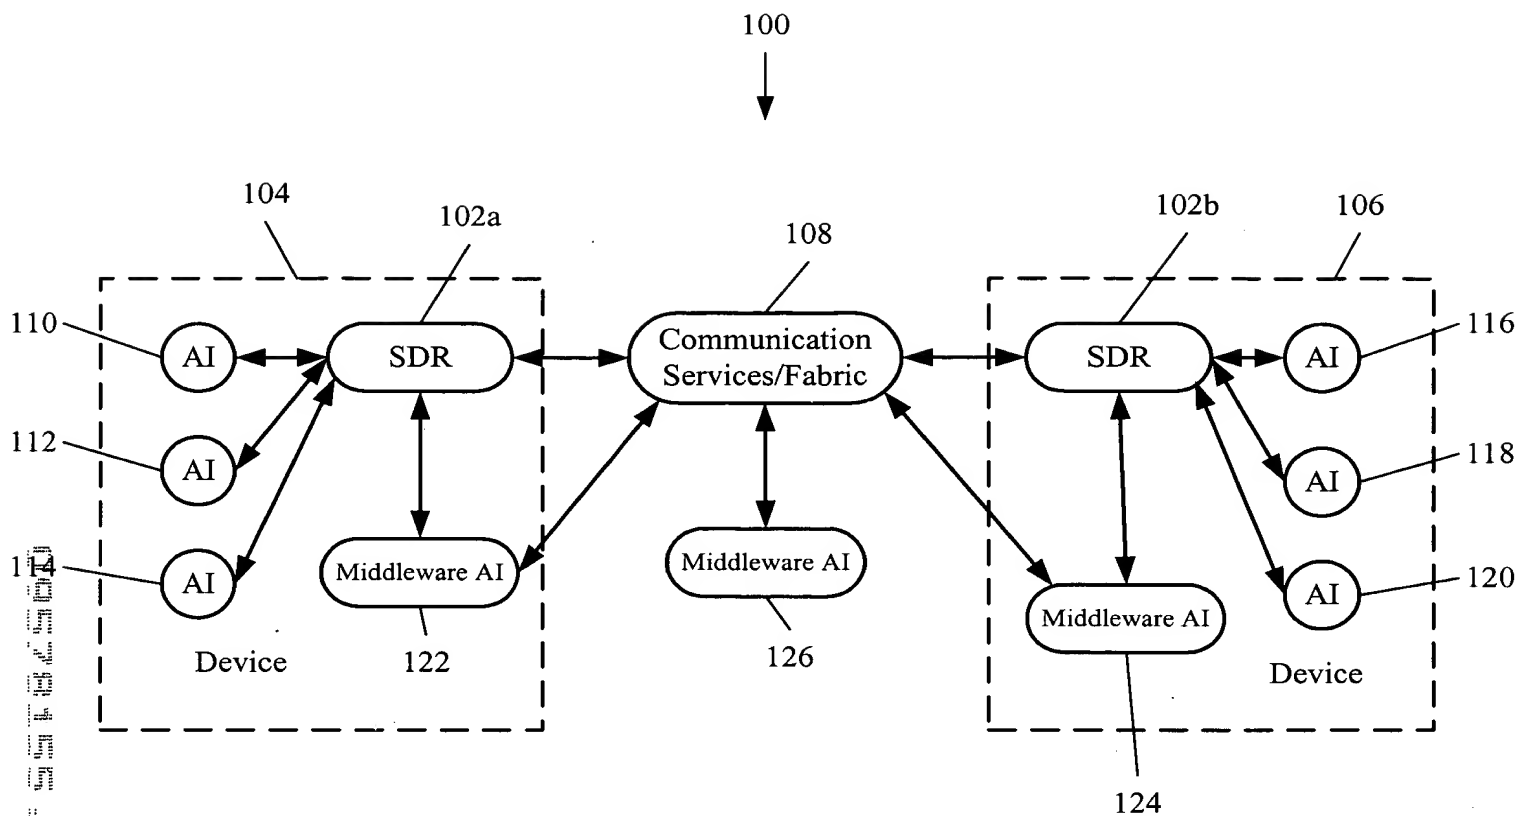 100
104
102a
108
102b
106
110
AI
SDR
Communication
Services/Fabric
SDR
AI
116
112
AI
AI
118
114
AI
Middleware AI
Middleware AI
Middleware AI
AI
120
Device
122
126
Device
124